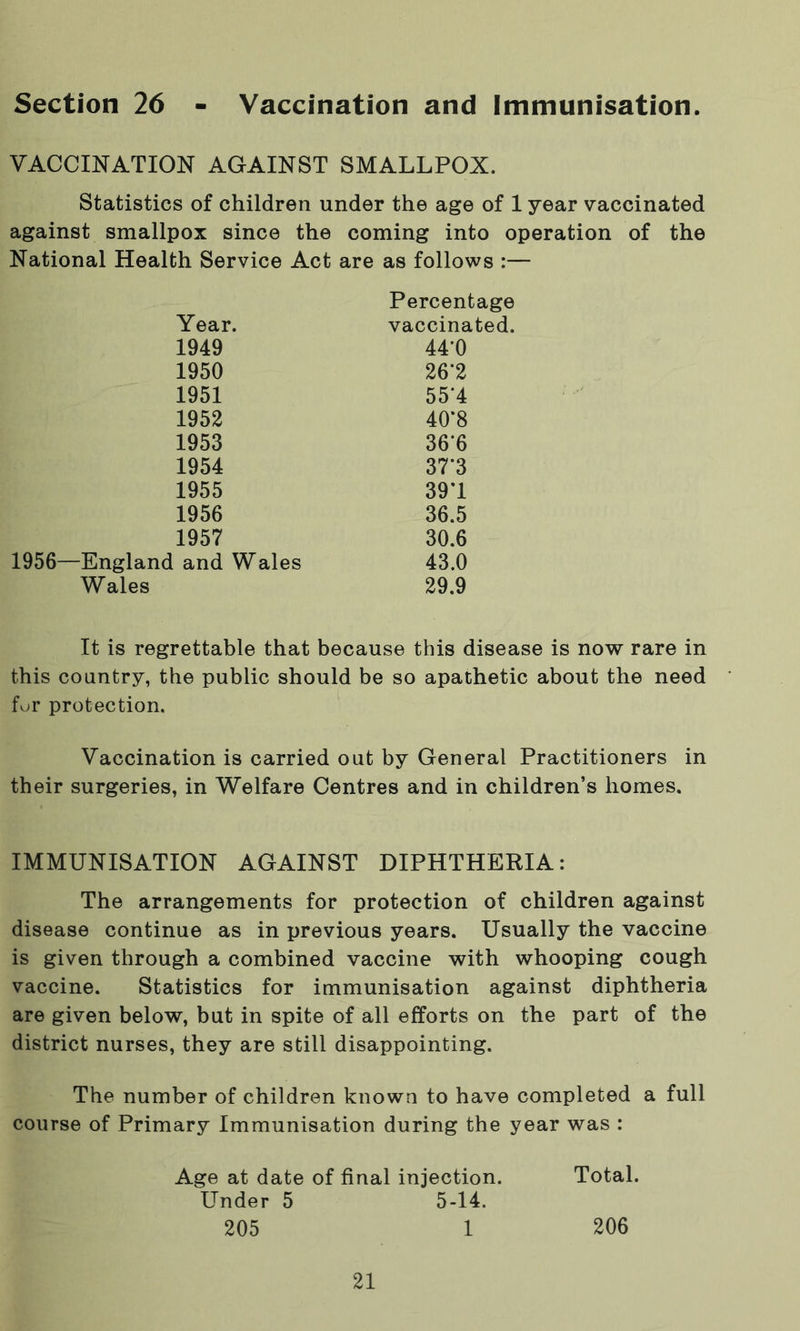 Section 26 - Vaccination and Immunisation.
VACCINATION AGAINST SMALLPOX.
Statistics of children under the age of 1 year vaccinated
against smallpox since the coming into operation of the
National Health Service Act are as follows :—
Percentage
Year. vaccinated.
1949 44·0
1950 26·2
1951 55·4
1952 40·8
1953 36·6
1954 37·3
1955 39·1
1956 36.5
1957 30.6
1956—England and Wales 43.0
Wales 29.9
It is regrettable that because this disease is now rare in
this country, the public should be so apathetic about the need
for protection.
Vaccination is carried out by General Practitioners in
their surgeries, in Welfare Centres and in children's homes.
IMMUNISATION AGAINST DIPHTHERIA:
The arrangements for protection of children against
disease continue as in previous years. Usually the vaccine
is given through a combined vaccine with whooping cough
vaccine. Statistics for immunisation against diphtheria
are given below, but in spite of all efforts on the part of the
district nurses, they are still disappointing.
The number of children known to have completed a full
course of Primary Immunisation during the year was :
Age at date of final injection. Total.
Under 5 5-14.
205 1 206
21